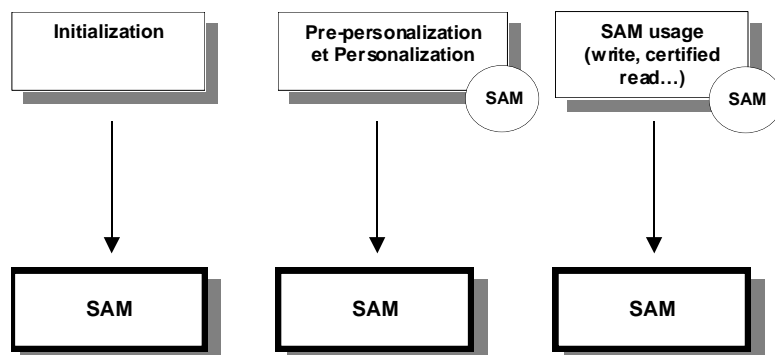 Initialization
Pre-personalization
et Personalization
SAM
SAM usage
(write, certified
read…)
SAM
SAM
SAM
SAM